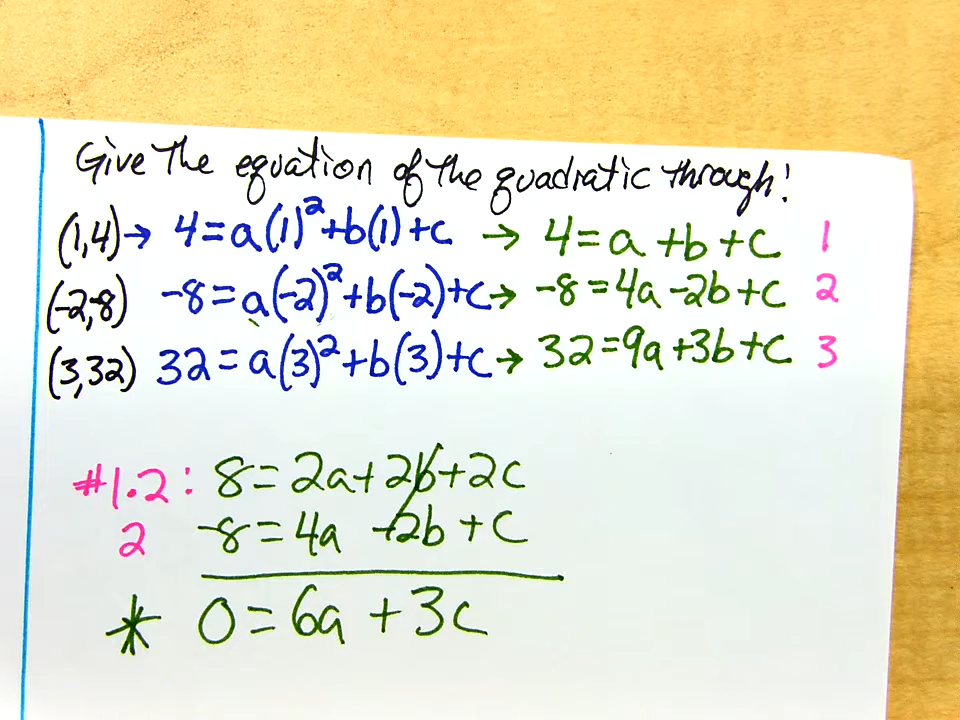 Give The equation of the quadratic through:
(1,4) → 4=a(1)²+b(1)+c → 4=a+b+c 1
(-2,-8) -8=a(-2)²+b(-2)+c → -8=4a-2b+c 2
(3,32) 32=a(3)²+b(3)+c → 32=9a+3b+c 3
#1·2: 8=2a+2b+2c
2 -8=4a -2b+c
* 0=6a+3c